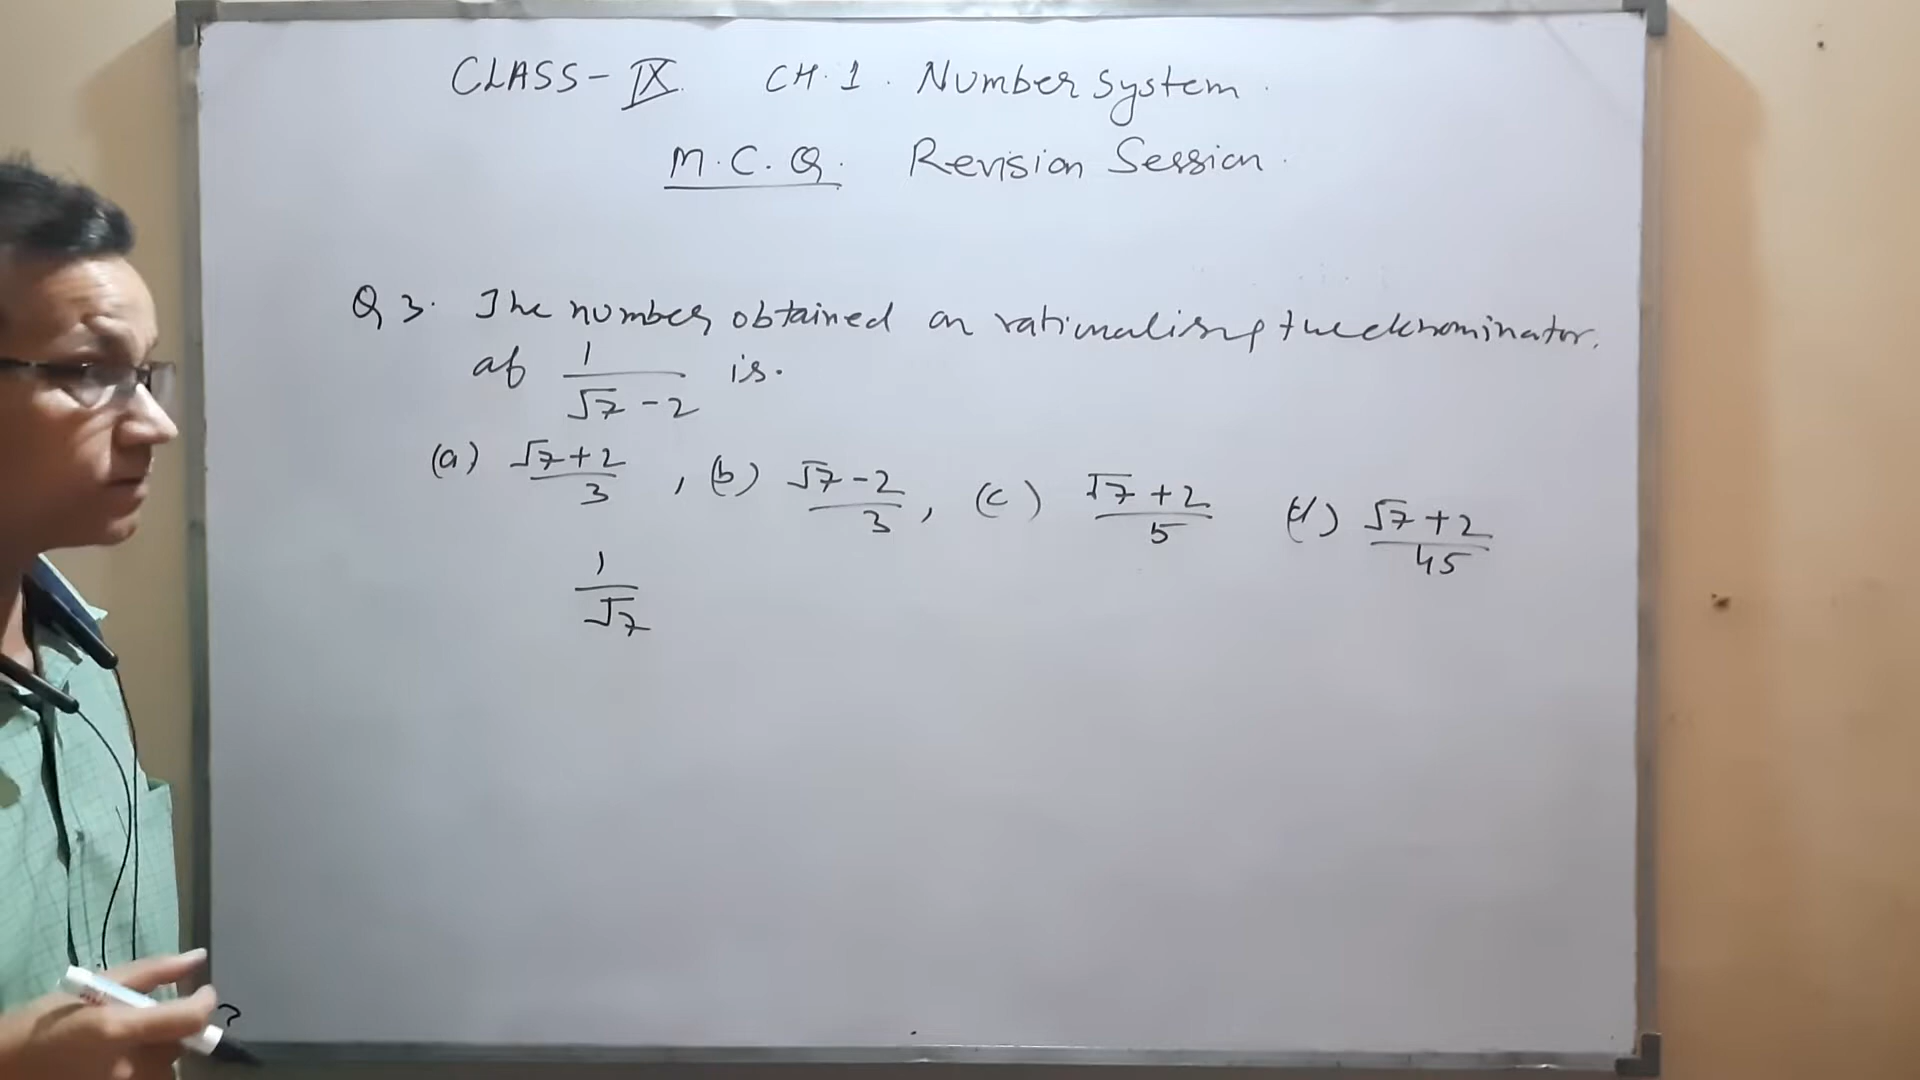 CLASS-IX. CH.1. Number System.
M.C.Q. Revision Session.
Q 3. The number obtained on rationalising the denominator.
of 1/√7-2 is.
(a) √7+2/3 , (b) √7-2/3 , (c) √7+2/5 (d) √7+2/45
1/√7